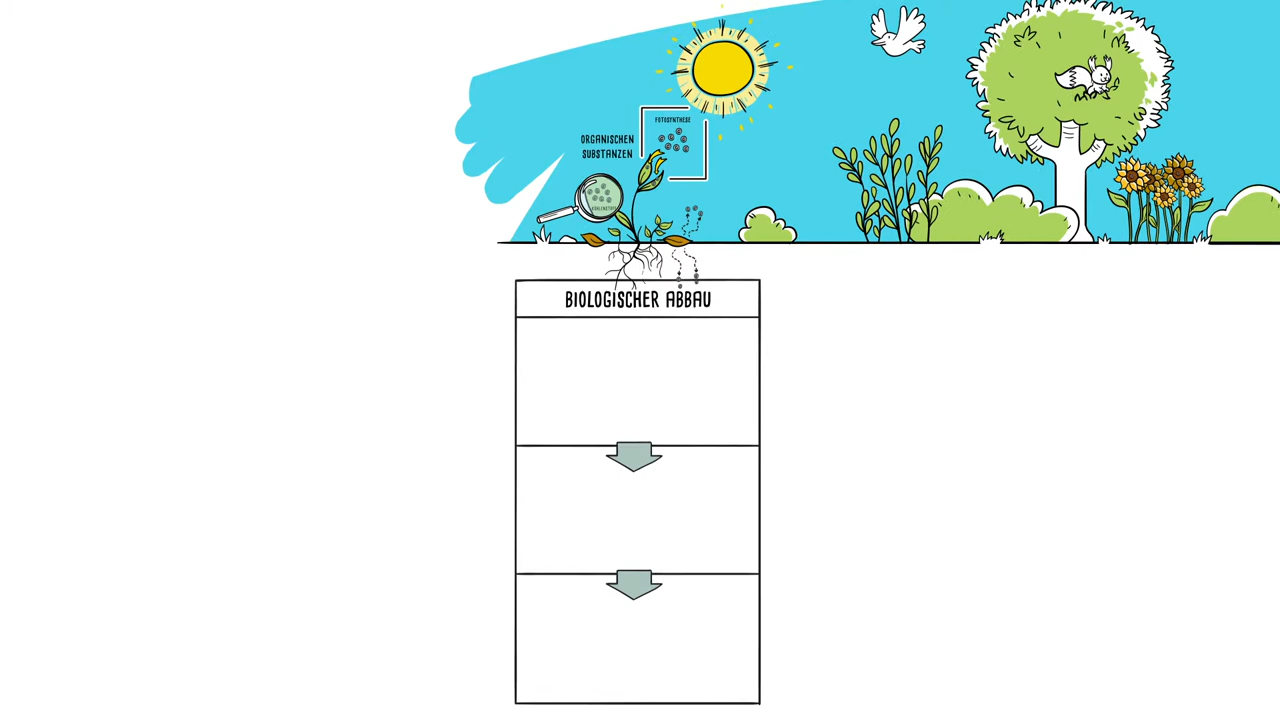 FOTOSYNTHESE
ORGANISCHEN
SUBSTANZEN
BIOLOGISCHER ABBAU